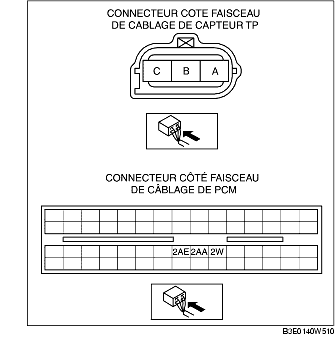 CONNECTEUR COTE FAISCEAU
DE CABLAGE DE CAPTEUR TP
C B A
CONNECTEUR CÔTÉ FAISCEAU
DE CÂBLAGE DE PCM
2AE 2AA 2W
B3E0140W510